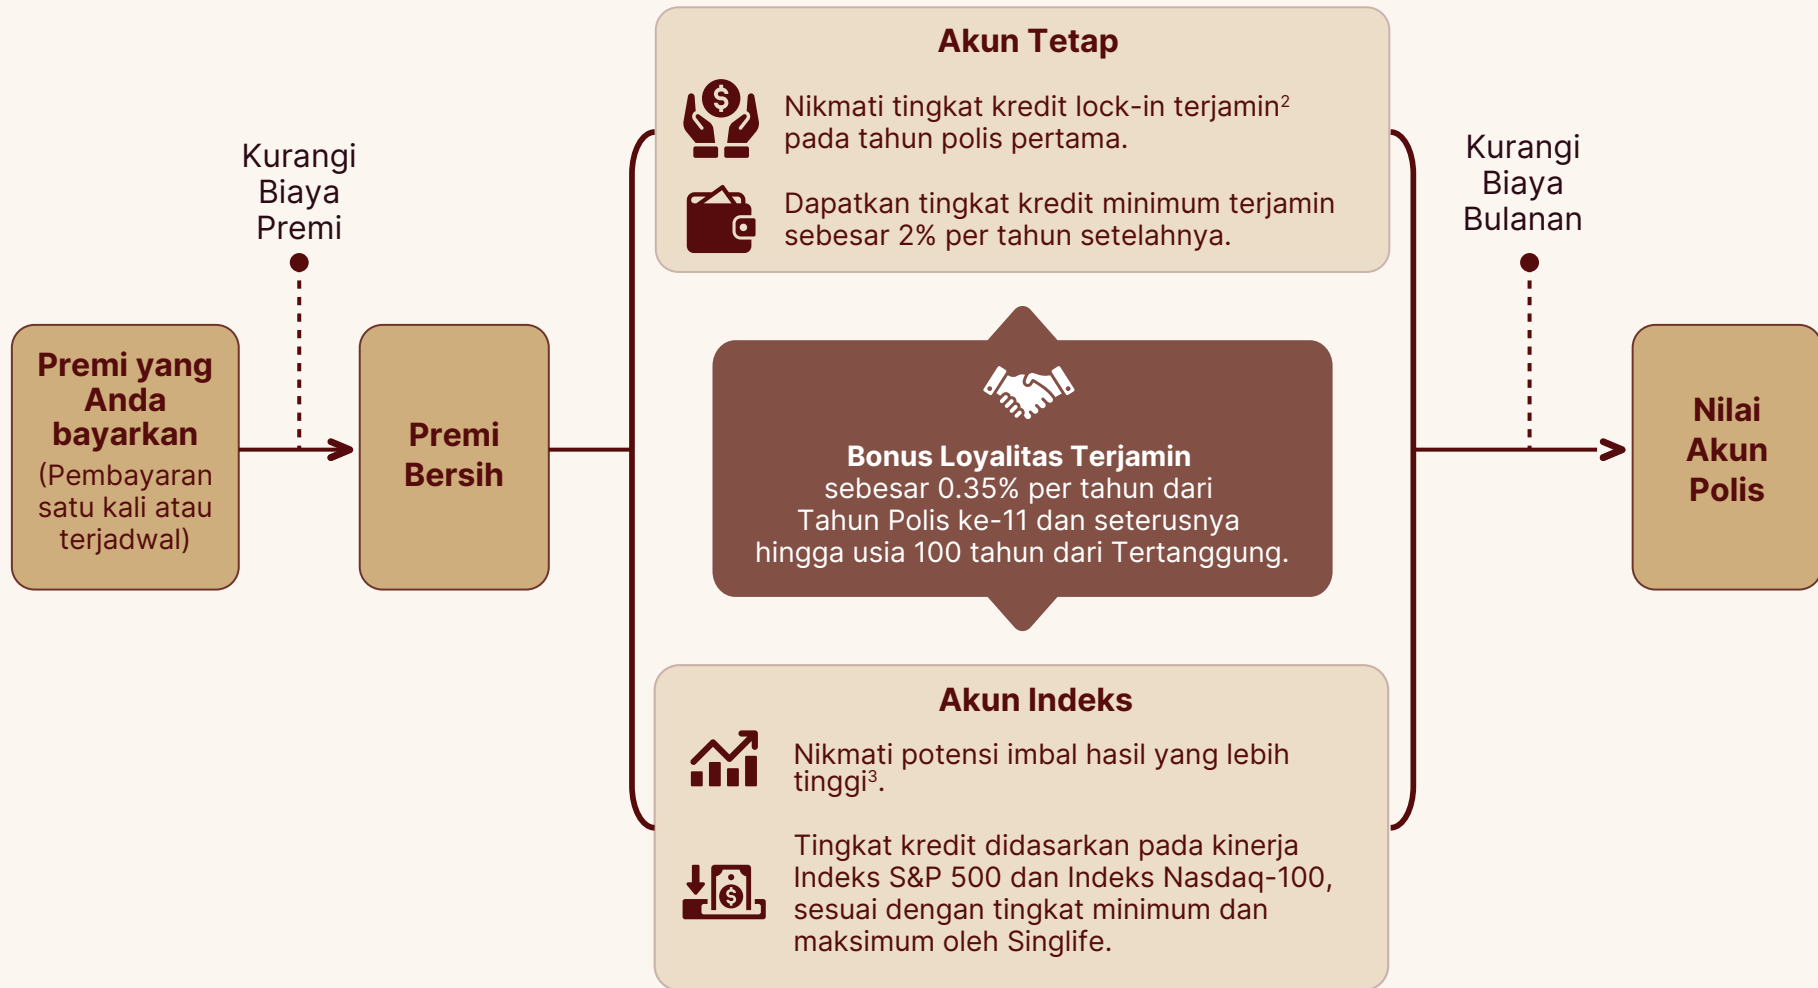 Kurangi
Biaya
Premi
Premi yang
Anda
bayarkan
(Pembayaran
satu kali atau
terjadwal)
Premi
Bersih
Akun Tetap
Nikmati tingkat kredit lock-in terjamin²
pada tahun polis pertama.
Dapatkan tingkat kredit minimum terjamin
sebesar 2% per tahun setelahnya.
Bonus Loyalitas Terjamin
sebesar 0.35% per tahun dari
Tahun Polis ke-11 dan seterusnya
hingga usia 100 tahun dari Tertanggung.
Akun Indeks
Nikmati potensi imbal hasil yang lebih
tinggi³.
Tingkat kredit didasarkan pada kinerja
Indeks S&P 500 dan Indeks Nasdaq-100,
sesuai dengan tingkat minimum dan
maksimum oleh Singlife.
Kurangi
Biaya
Bulanan
Nilai
Akun
Polis